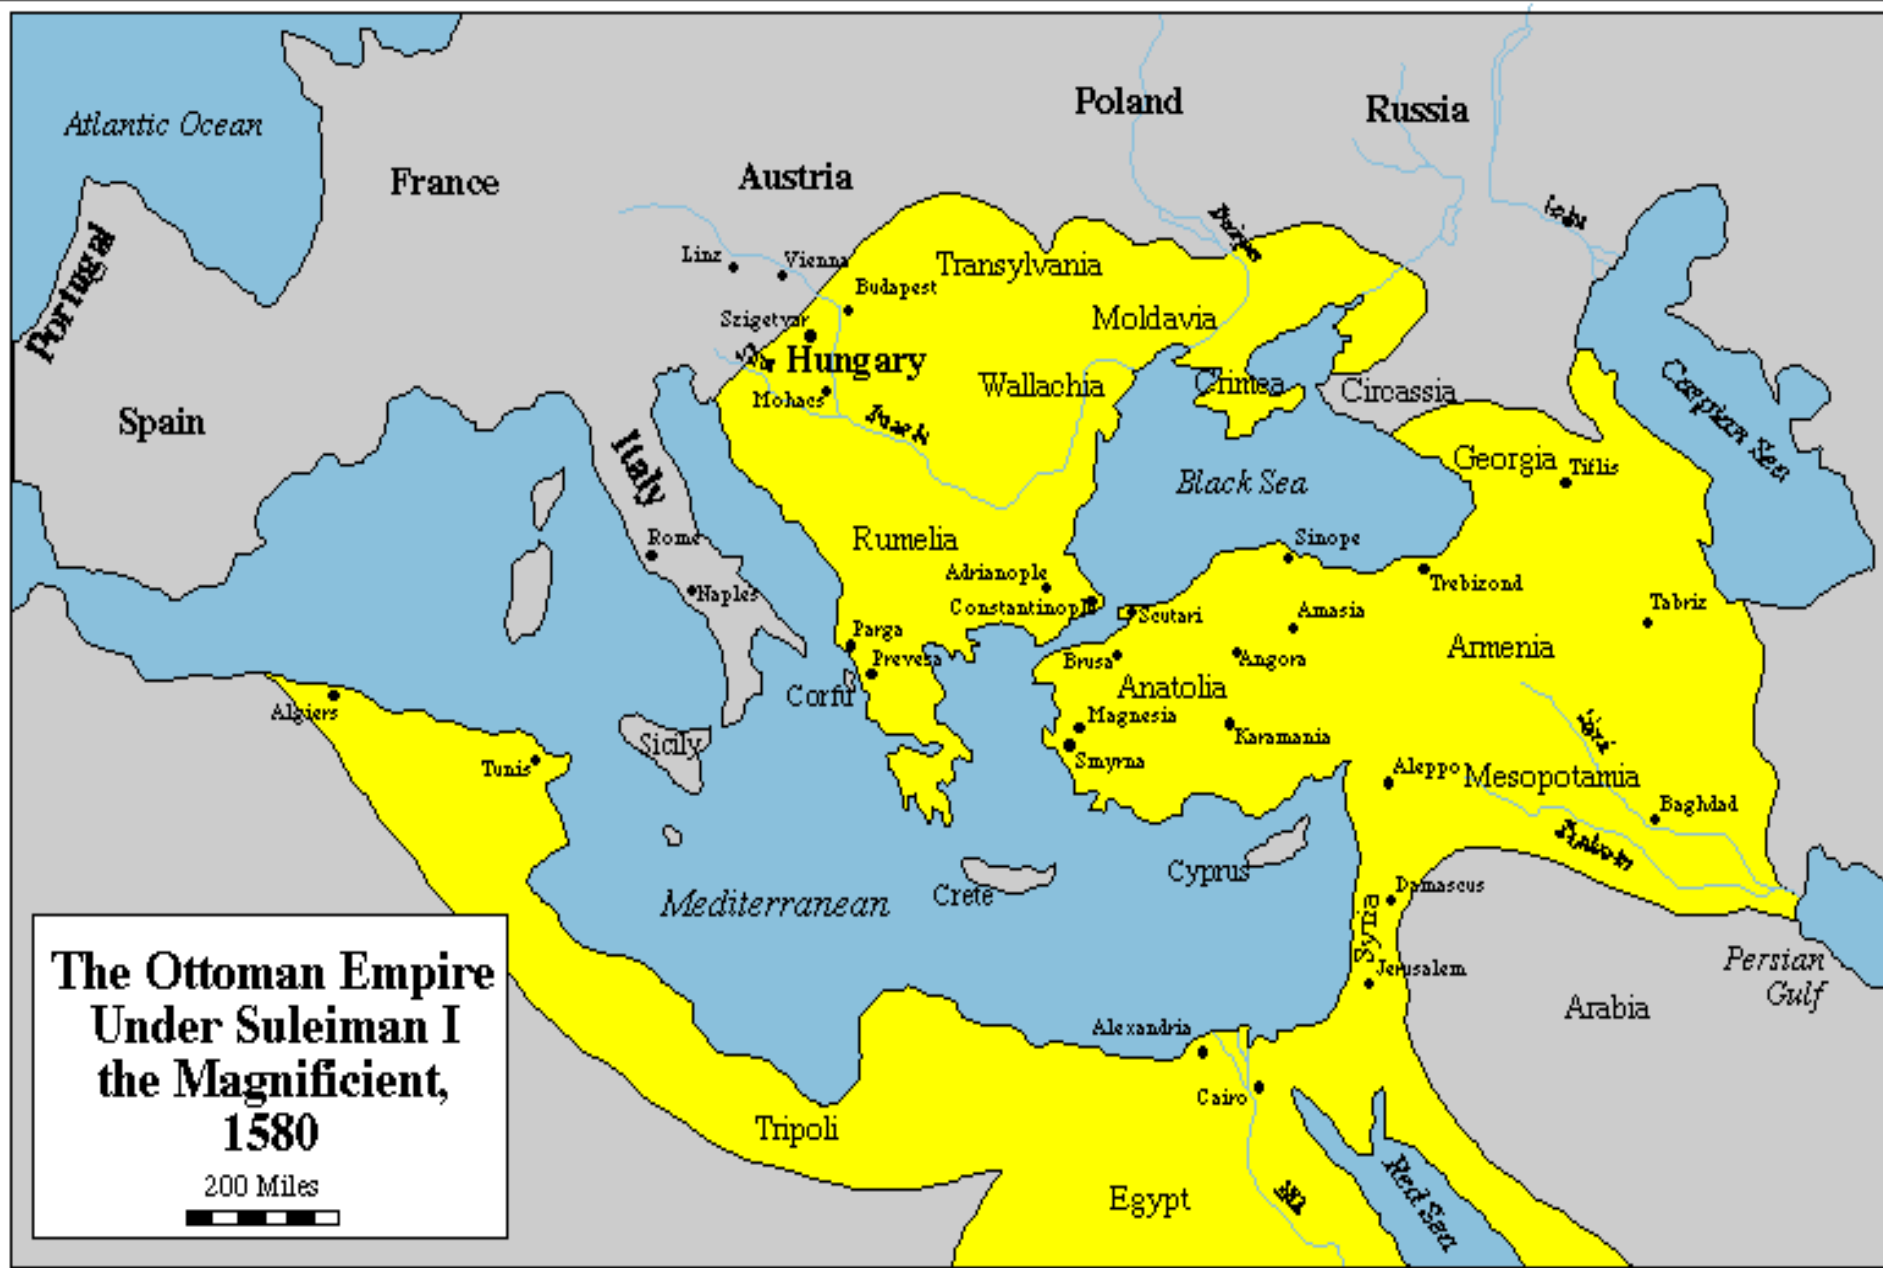 Poland
Russia
Atlantic Ocean
France
Austria
Portugal
Linz
Vienna
Transylvania
Budapest
Moldavia
Szigetvar
Hungary
Wallachia
Crimea
Circassia
Caspian Sea
Mohacs
Spain
Italy
Georgia
Tiflis
Black Sea
Rumelia
Rome
Sinope
Adrianople
Trebizond
Naples
Constantinople
Scutari
Amasia
Tabriz
Parga
Prevesa
Brusa
Angora
Armenia
Corfu
Anatolia
Algiers
Magnesia
Karamania
Sicily
Tunis
Smyrna
Aleppo
Mesopotamia
Baghdad
Cyprus
Crete
Damascus
Mediterranean
Syria
Jerusalem
Persian
Gulf
Arabia
The Ottoman Empire
Under Suleiman I
the Magnificient,
1580
200 Miles
Alexandria
Cairo
Tripoli
Egypt
Red Sea